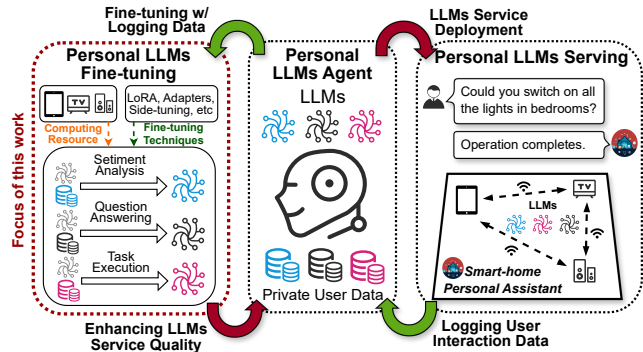 Fine-tuning w/
Logging Data
LLMs Service
Deployment
Focus of this work
Personal LLMs
Fine-tuning
TV
LoRA, Adapters,
Side-tuning, etc
Computing
Resource
Fine-tuning
Techniques
Setiment
Analysis
Question
Answering
Task
Execution
Personal
LLMs Agent
LLMs
Private User Data
Personal LLMs Serving
Could you switch on all
the lights in bedrooms?
Operation completes.
TV
LLMs
Smart-home
Personal Assistant
Enhancing LLMs
Service Quality
Logging User
Interaction Data